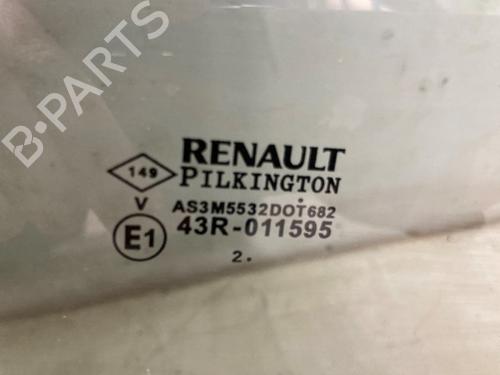 B-PARTS
RENAULT
149 PILKINGTON
V AS3M5532DOT682
E1 43R-011595
2.